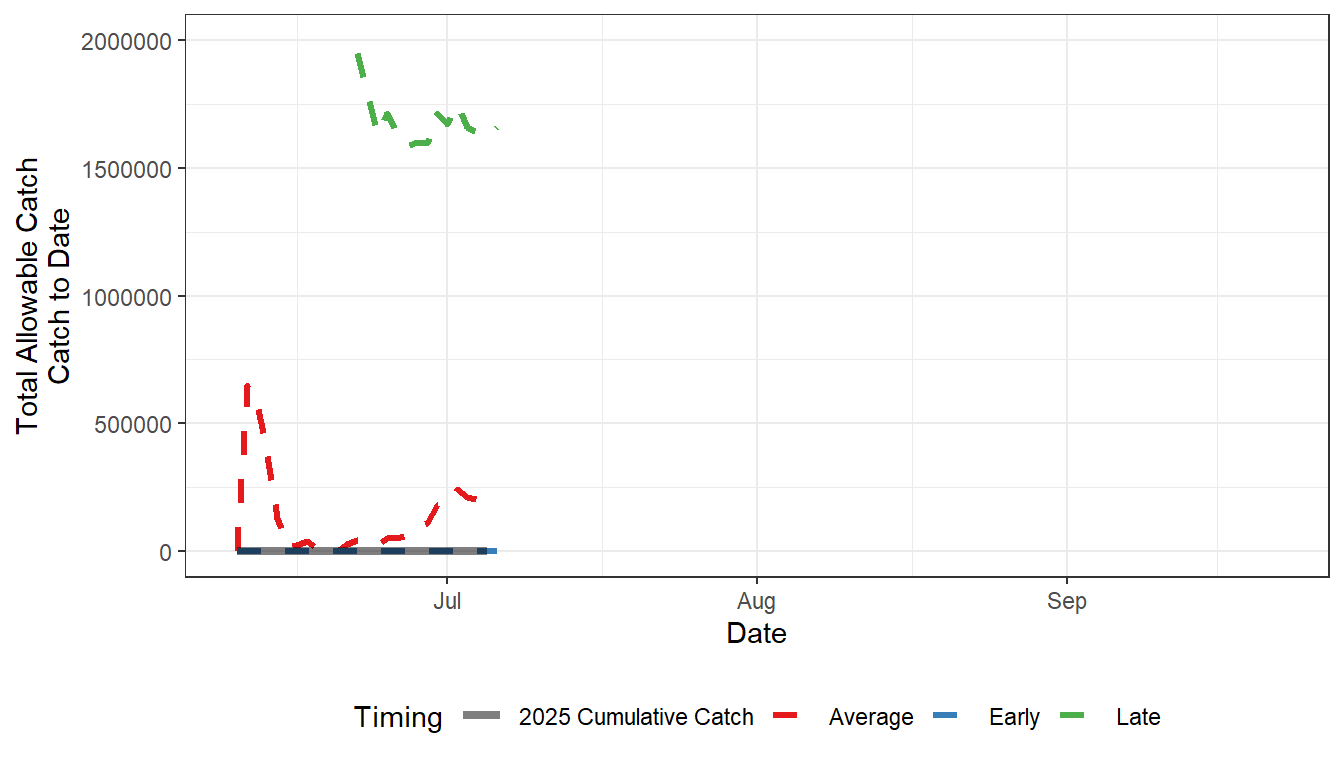 Total Allowable Catch
Catch to Date
2000000
1500000
1000000
500000
0
Jul Aug Sep
Date
Timing 2025 Cumulative Catch Average Early Late